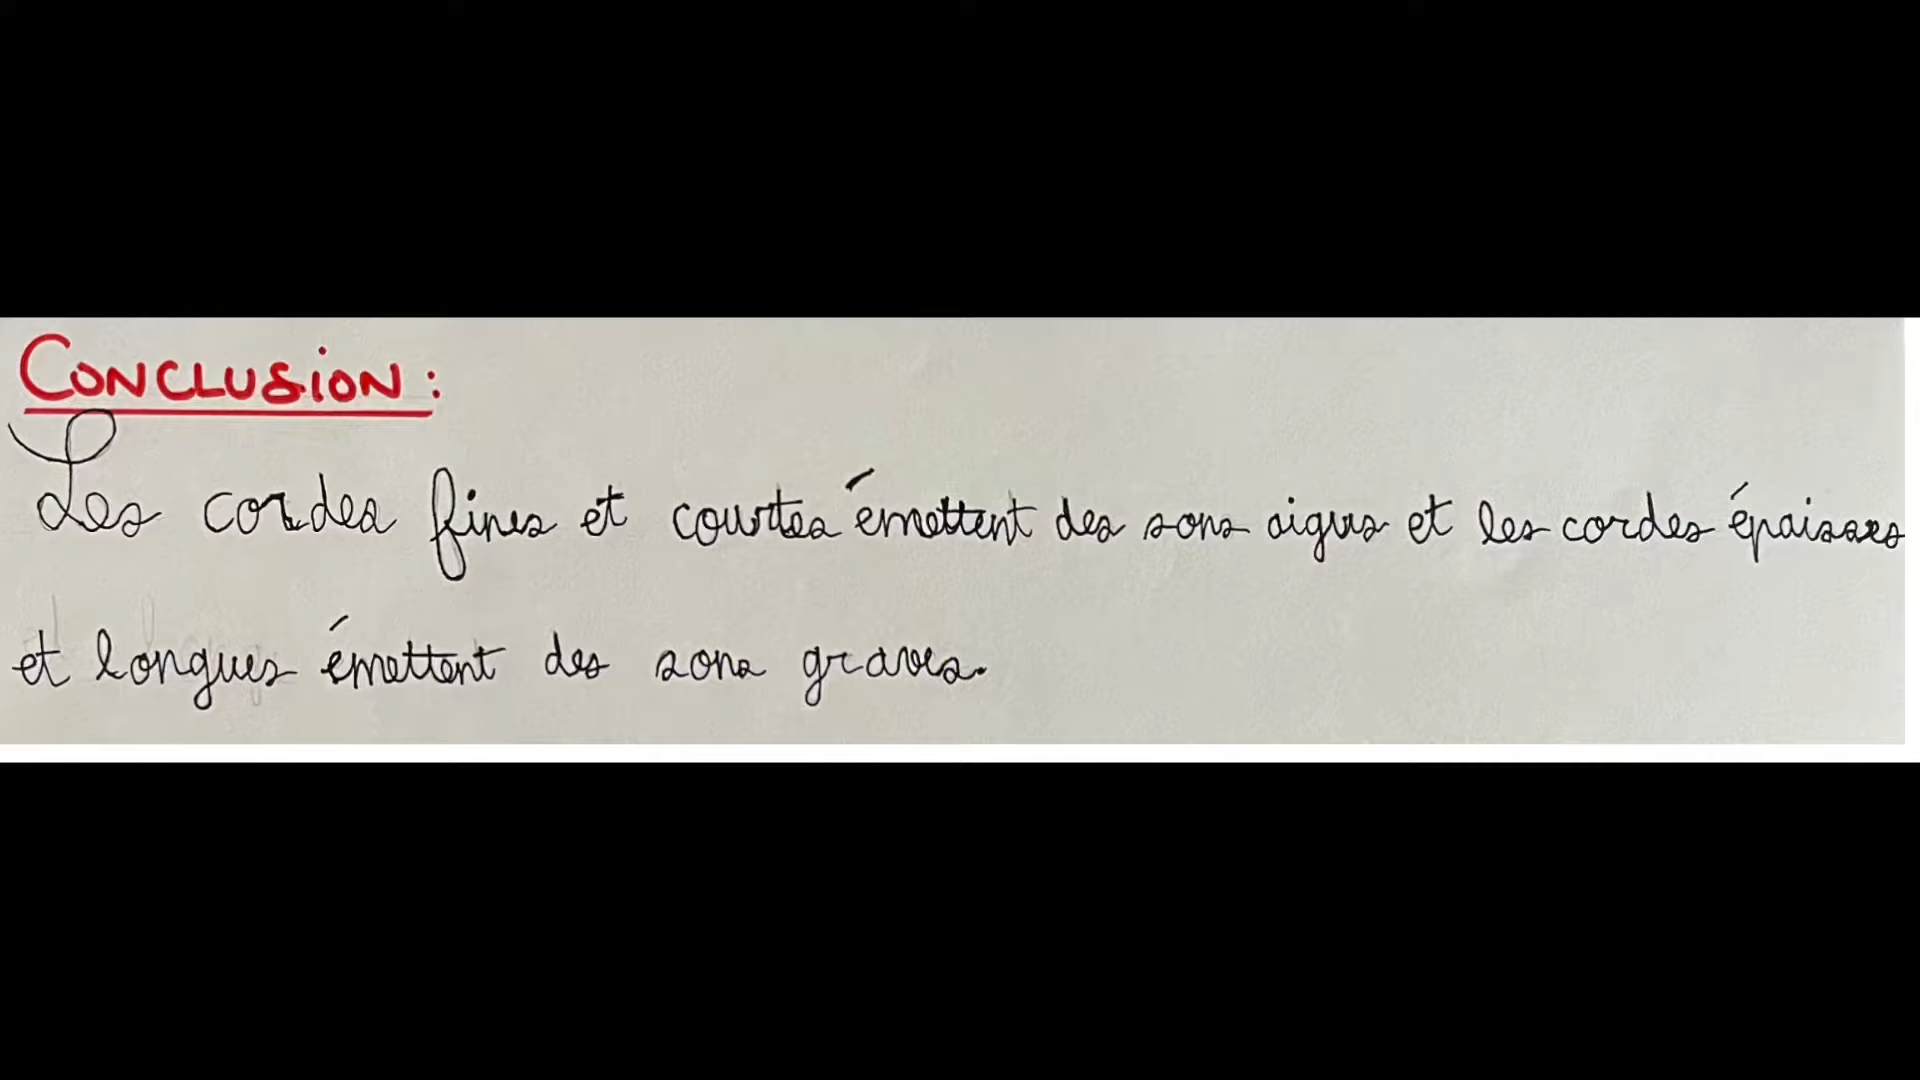 CONCLUSION:
Les cordes fines et courtes émettent des sons aigus et les cordes épaisses
et longues émettent des sons graves.